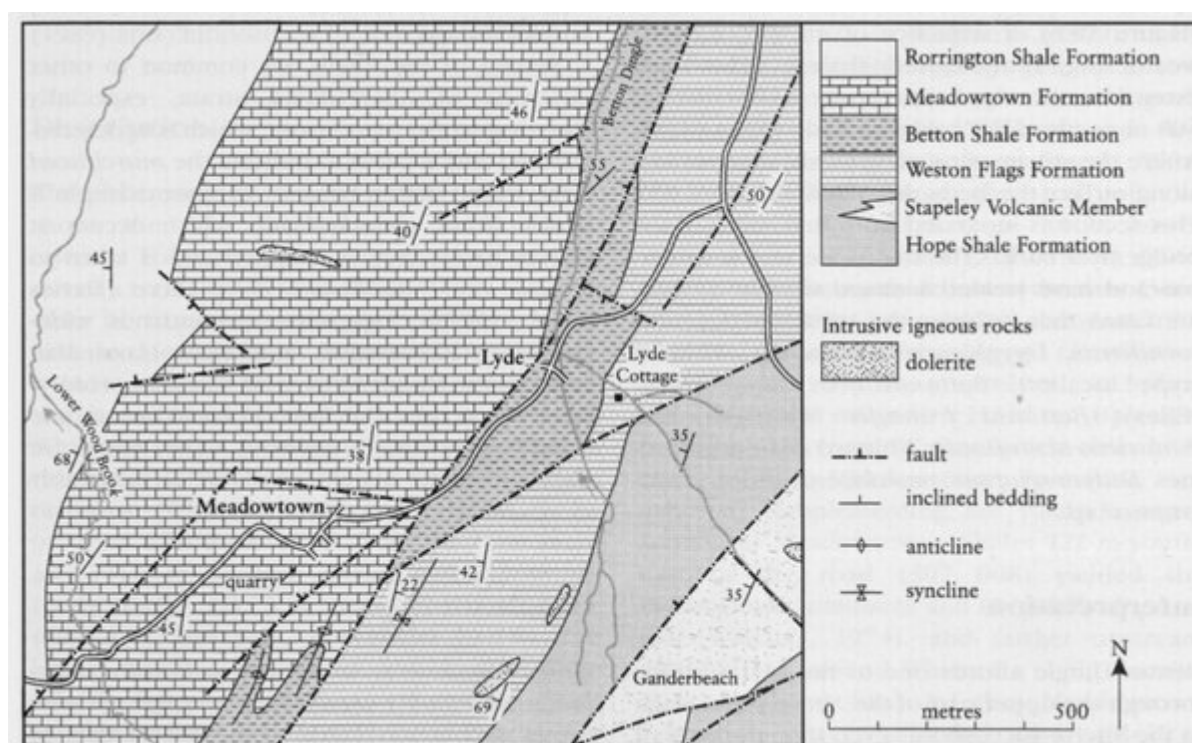 Betton Dingle
46
55
50
40
45
Lyde
Lyde
Cottage
Lower Wood Brook
68
38
35
Meadowtown
50
quarry
42
22
35
45
69
Ganderbeach
Rorrington Shale Formation
Meadowtown Formation
Betton Shale Formation
Weston Flags Formation
Stapeley Volcanic Member
Hope Shale Formation
Intrusive igneous rocks
dolerite
fault
inclined bedding
anticline
syncline
N
0 metres 500